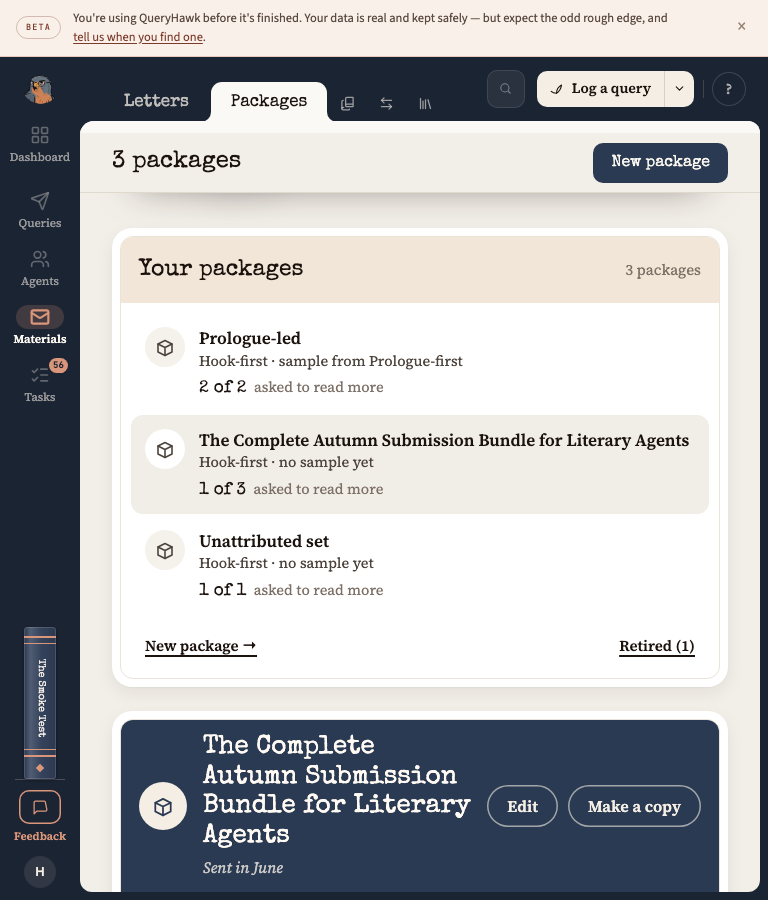 BETA
You're using QueryHawk before it's finished. Your data is real and kept safely — but expect the odd rough edge, and
tell us when you find one.
×
Letters
Packages
Log a query
?
Dashboard
Queries
Agents
Materials
56
Tasks
The Smoke Test
Feedback
H
3 packages
New package
Your packages
3 packages
Prologue-led
Hook-first · sample from Prologue-first
2 of 2 asked to read more
The Complete Autumn Submission Bundle for Literary Agents
Hook-first · no sample yet
1 of 3 asked to read more
Unattributed set
Hook-first · no sample yet
1 of 1 asked to read more
New package →
Retired (1)
The Complete
Autumn Submission
Bundle for Literary
Agents
Sent in June
Edit
Make a copy